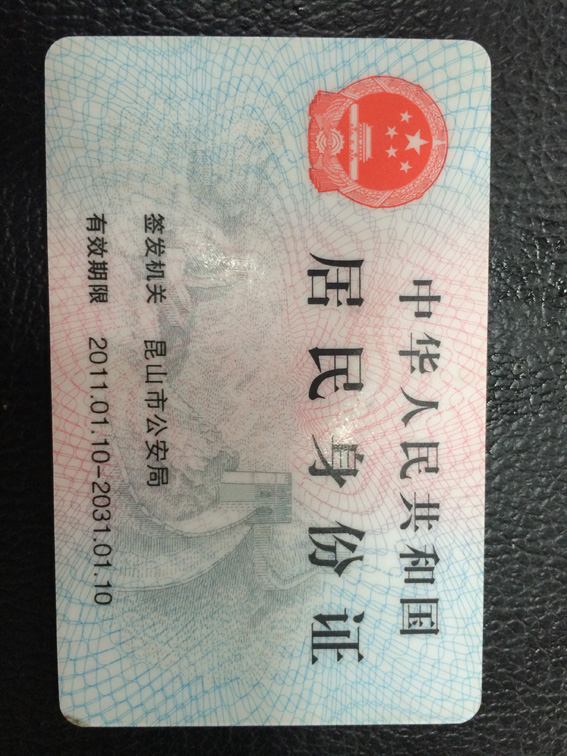 中华人民共和国
居民身份证
签发机关 昆山市公安局
有效期限 2011.01.10-2031.01.10